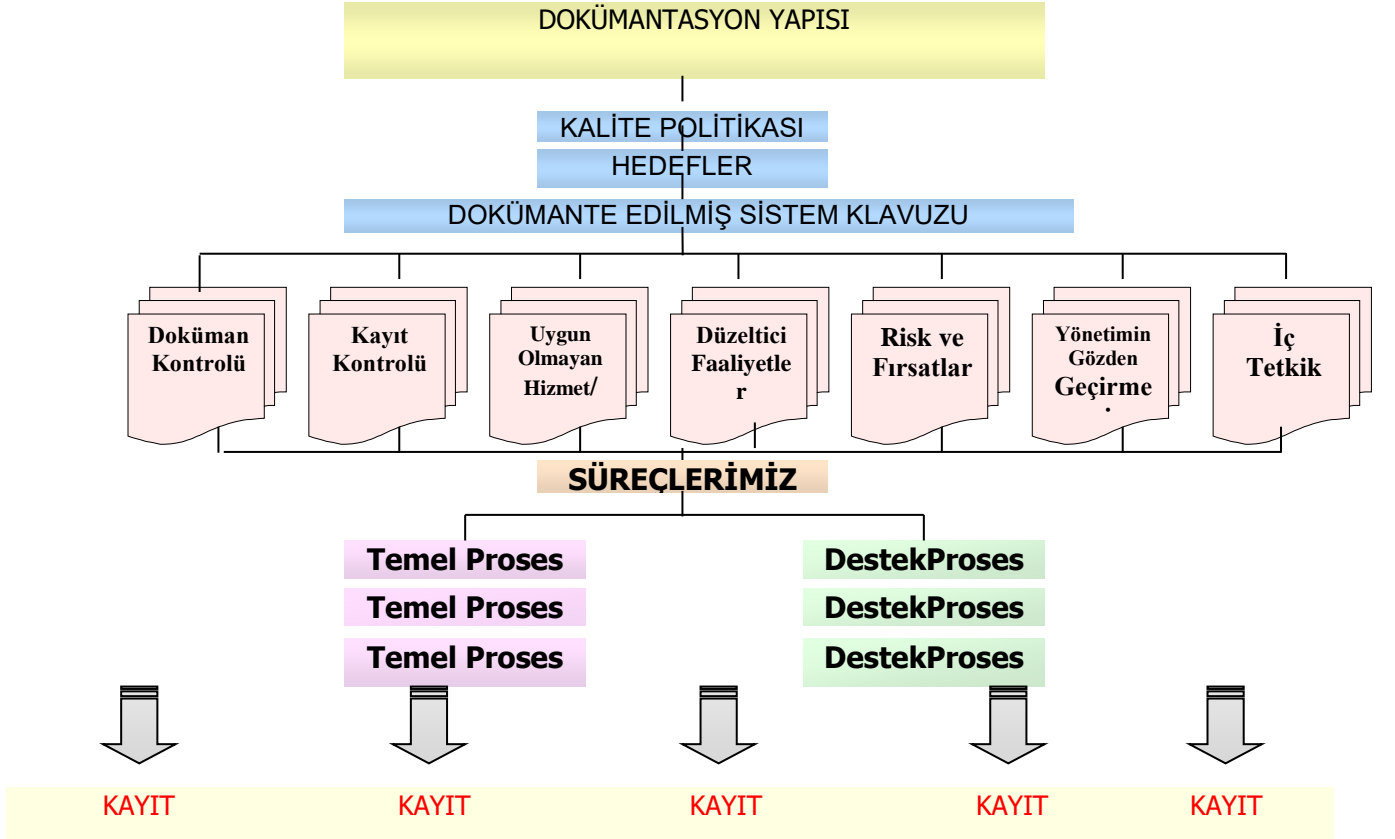 DOKÜMANTASYON YAPISI
KALİTE POLİTİKASI
HEDEFLER
DOKÜMANTE EDİLMİŞ SİSTEM KLAVUZU
Doküman
Kontrolü
Kayıt
Kontrolü
Uygun
Olmayan
Hizmet/
Düzeltici
Faaliyetle
r
Risk ve
Fırsatlar
Yönetimin
Gözden
Geçirme
İç
Tetkik
SÜREÇLERİMİZ
Temel Proses
DestekProses
Temel Proses
DestekProses
Temel Proses
DestekProses
KAYIT
KAYIT
KAYIT
KAYIT
KAYIT